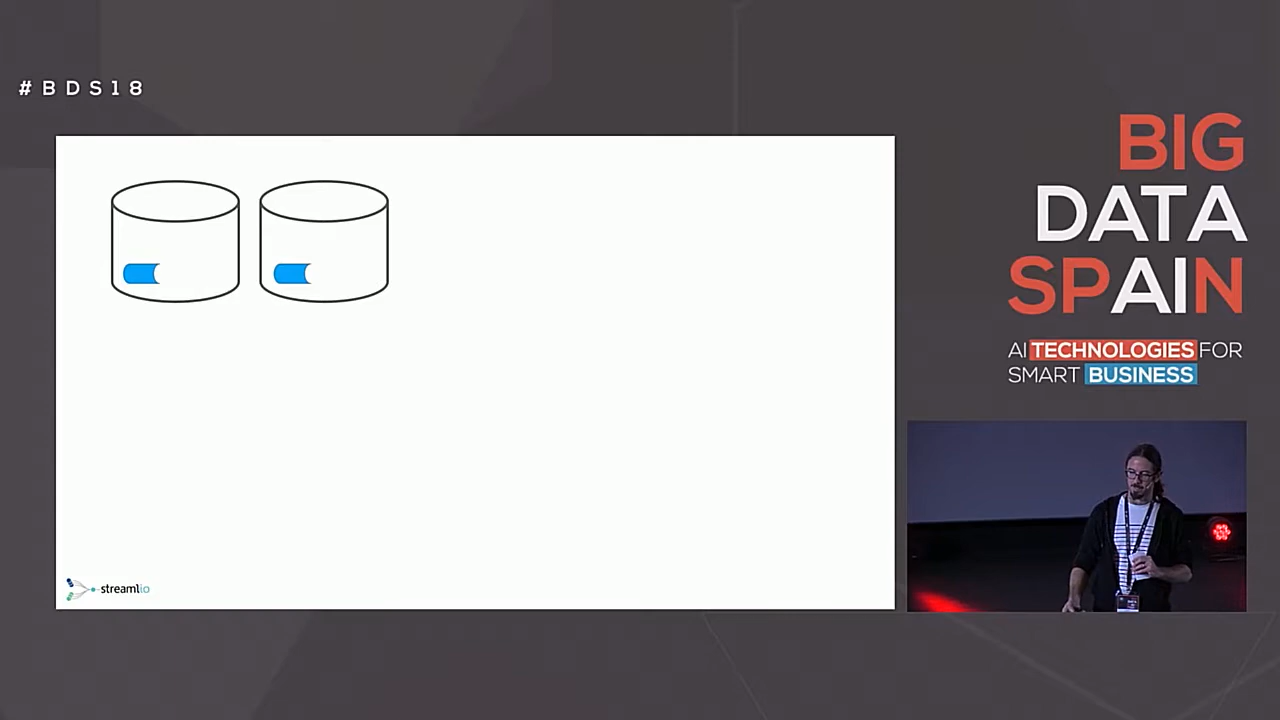 #BDS18
BIG
DATA
SPAIN
AI TECHNOLOGIES FOR
SMART BUSINESS
streamlio